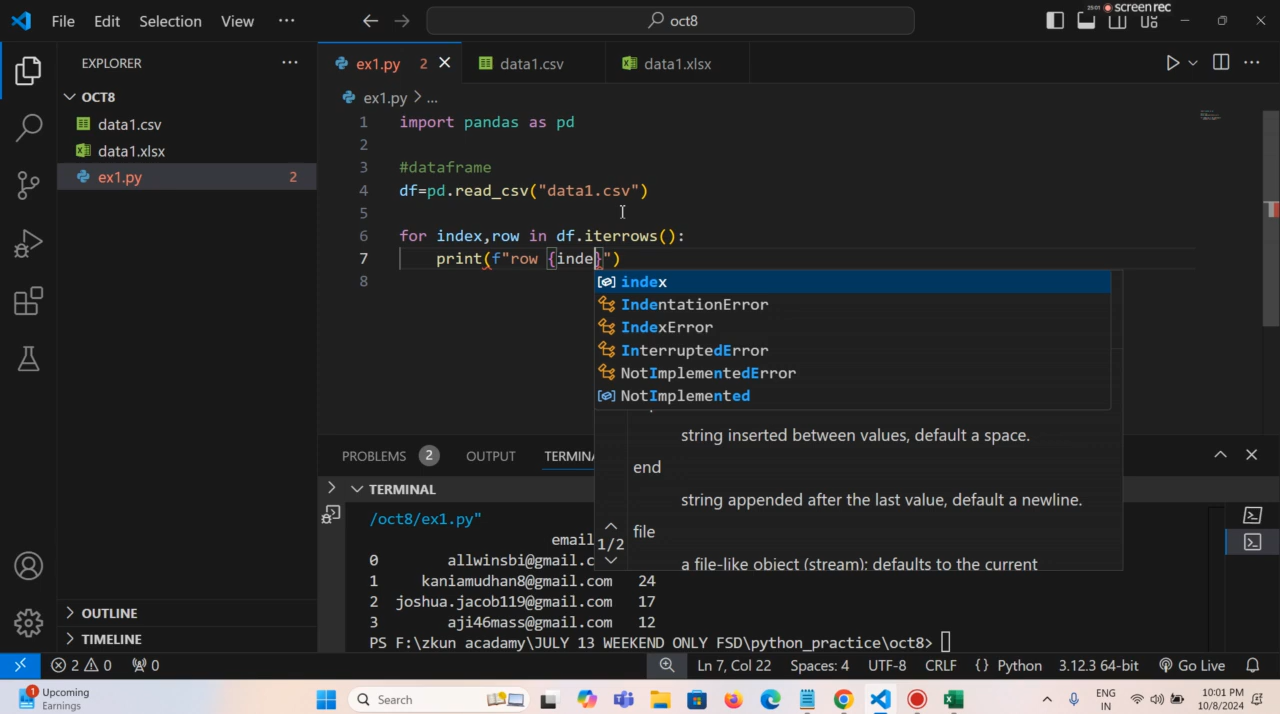 File Edit Selection View ··· oct8 25:01 screenrec
EXPLORER ···
ex1.py 2
data1.csv
data1.xlsx
OCT8
data1.csv
data1.xlsx
ex1.py 2
ex1.py > ...
1 import pandas as pd
2
3 #dataframe
4 df=pd.read_csv("data1.csv")
5
6 for index,row in df.iterrows():
7 print(f"row {inde}")
8
index
IndentationError
IndexError
InterruptedError
NotImplementedError
NotImplemented
string inserted between values, default a space.
end
string appended after the last value, default a newline.
file
1/2
a file-like object (stream): defaults to the current
PROBLEMS 2 OUTPUT TERMINA
TERMINAL
/oct8/ex1.py"
email
0 allwinsbi@gmail.c
1 kaniamudhan8@gmail.com 24
2 joshua.jacob119@gmail.com 17
3 aji46mass@gmail.com 12
PS F:\zkun acadamy\JULY 13 WEEKEND ONLY FSD\python_practice\oct8>
OUTLINE
TIMELINE
2 0 0 Ln 7, Col 22 Spaces: 4 UTF-8 CRLF {} Python 3.12.3 64-bit Go Live
1 Upcoming
Earnings
Search
ENG
IN
10:01 PM
10/8/2024